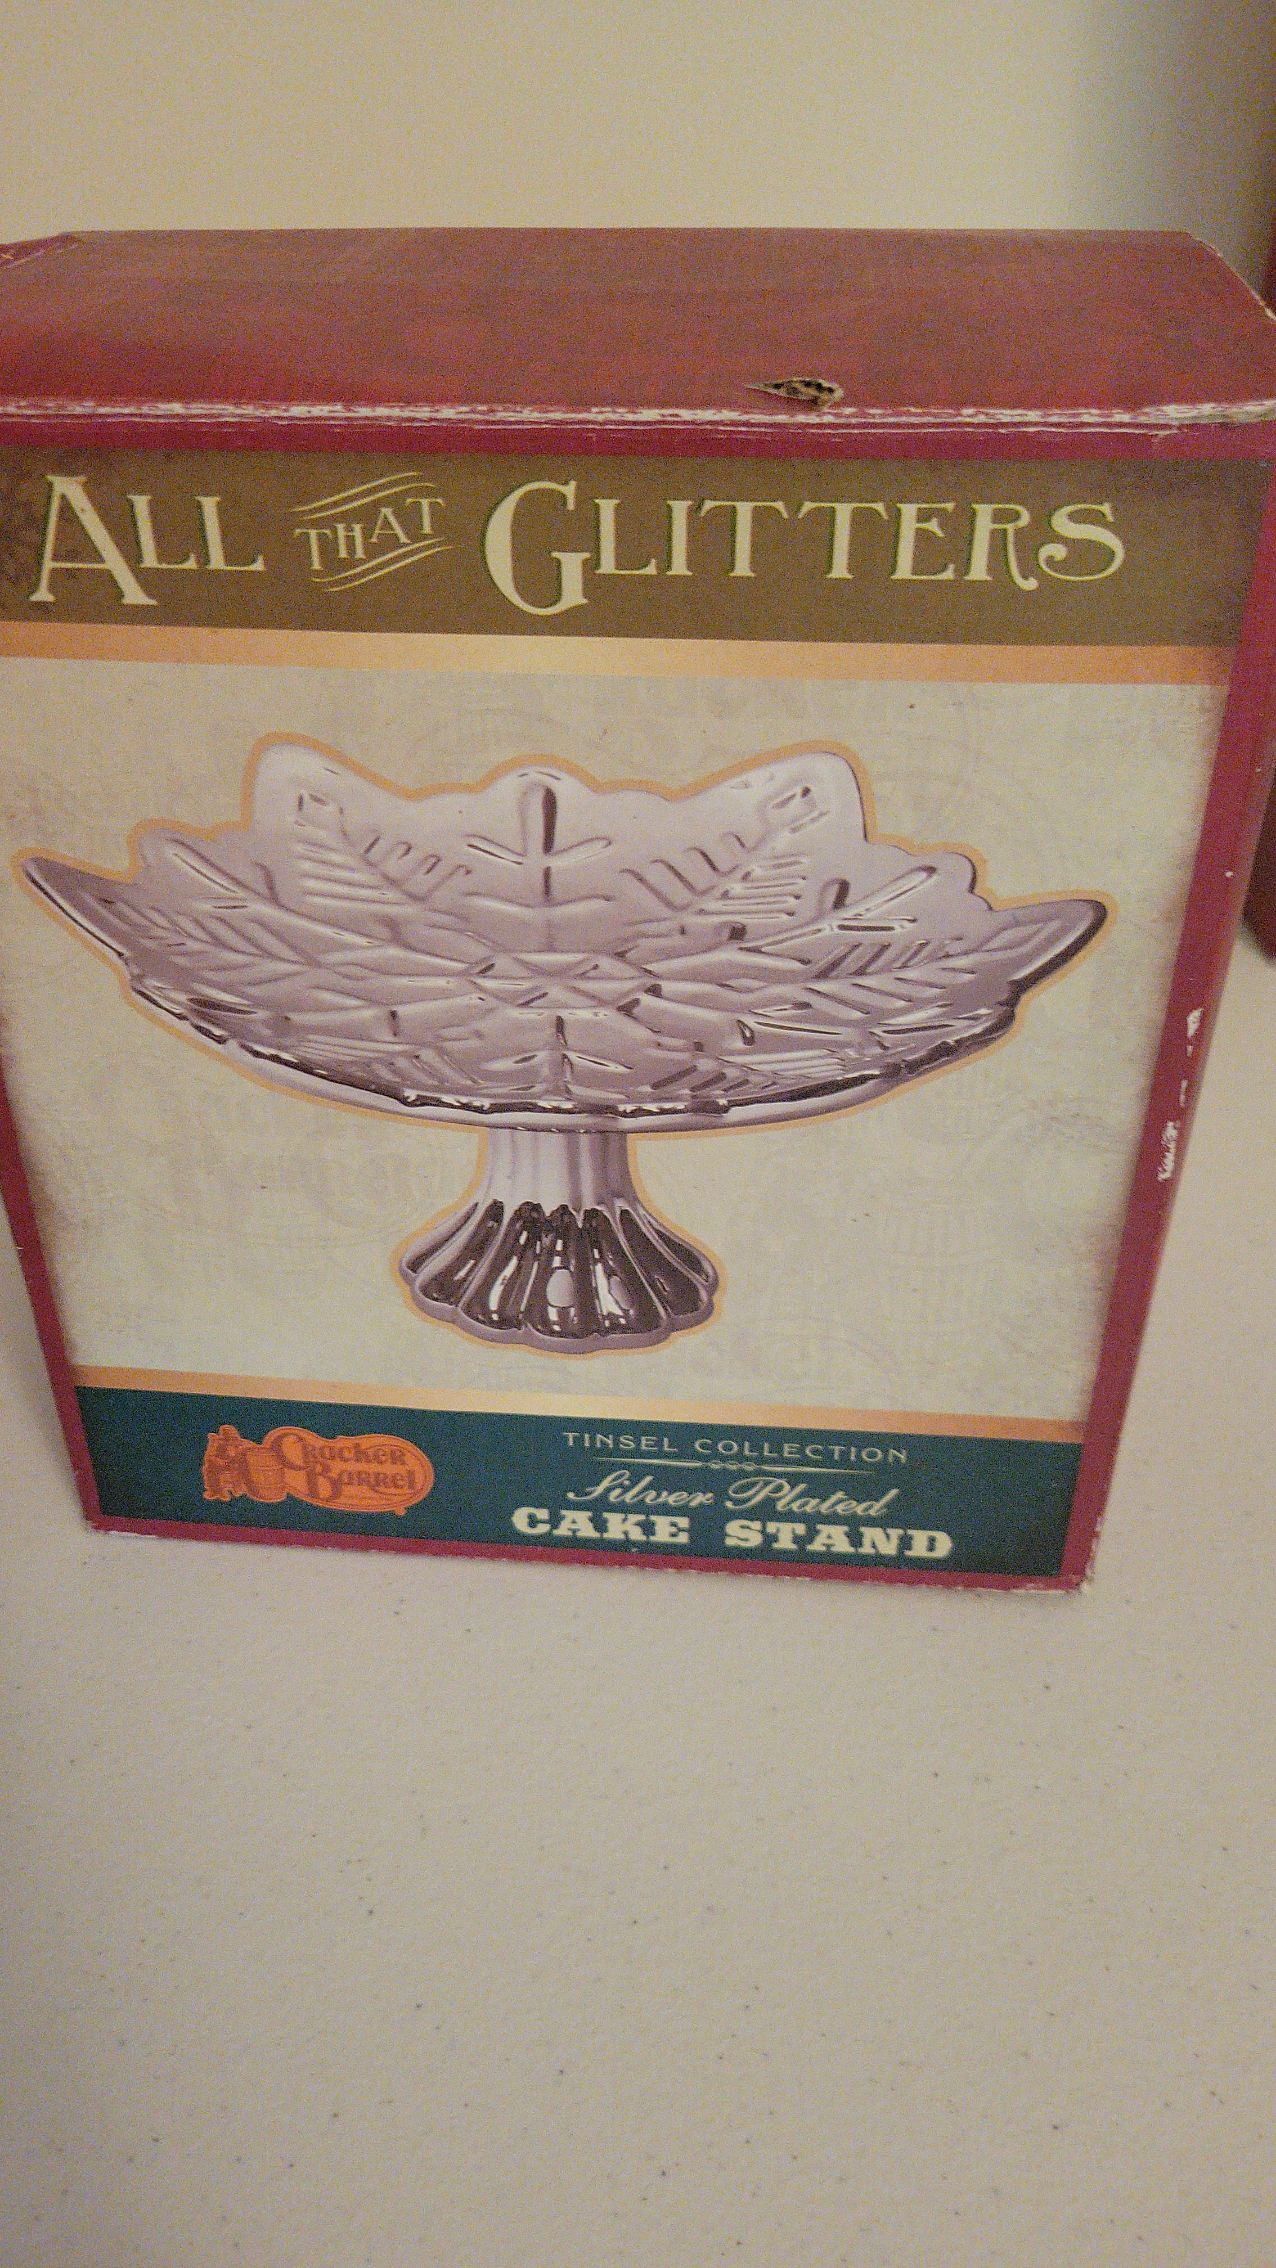 ALL THAT GLITTERS
Cracker
Barrel
TINSEL COLLECTION
Silver Plated
CAKE STAND